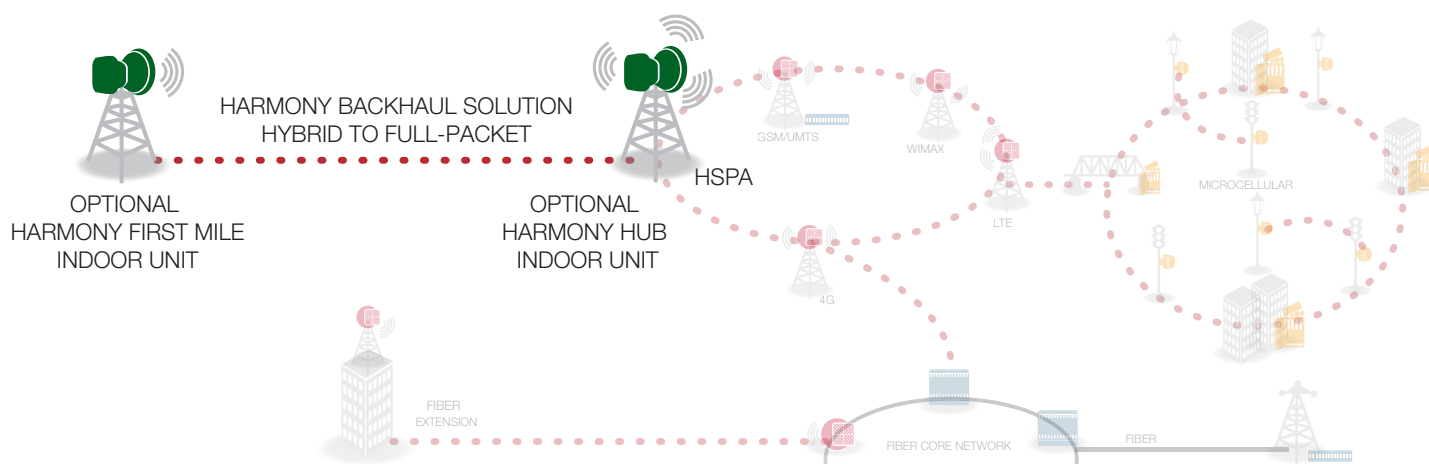 HARMONY BACKHAUL SOLUTION
HYBRID TO FULL-PACKET
OPTIONAL
HARMONY FIRST MILE
INDOOR UNIT
HSPA
OPTIONAL
HARMONY HUB
INDOOR UNIT
GSM/UMTS
WIMAX
LTE
4G
MICROCELLULAR
FIBER
EXTENSION
FIBER CORE NETWORK
FIBER